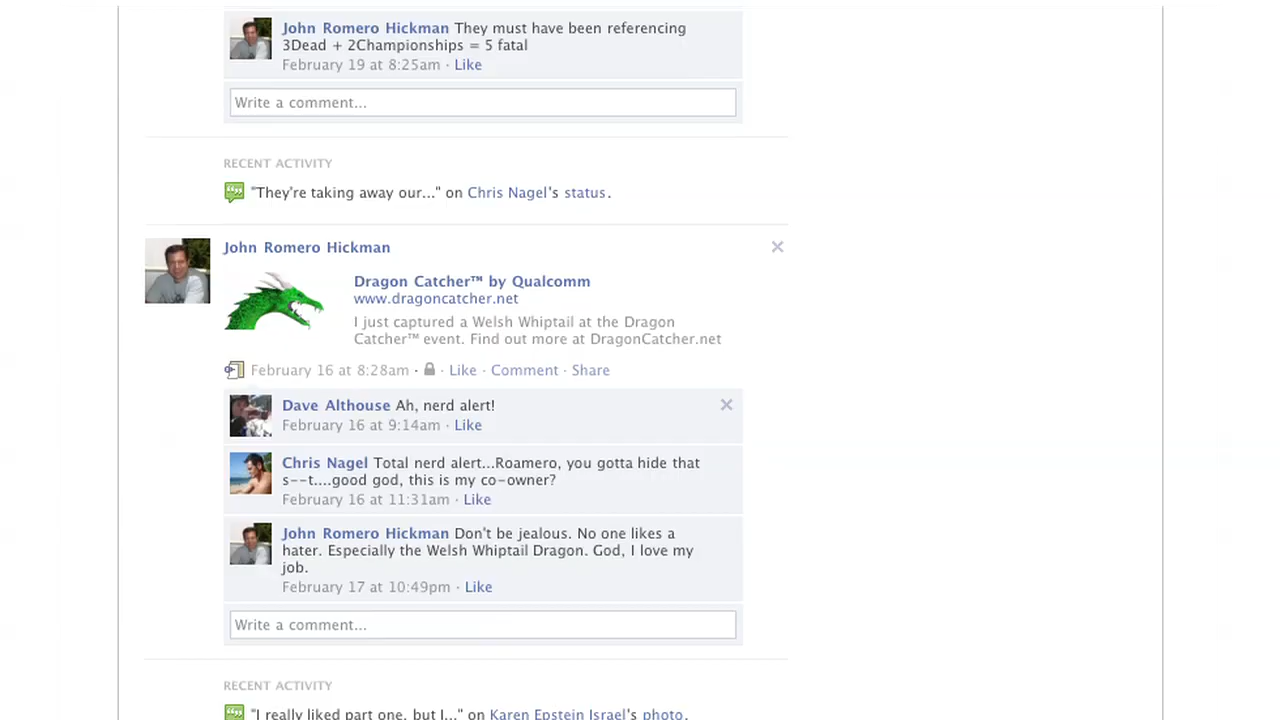 John Romero Hickman They must have been referencing
3Dead + 2Championships = 5 fatal
February 19 at 8:25am · Like
Write a comment...
RECENT ACTIVITY
"They're taking away our..." on Chris Nagel's status.
John Romero Hickman
Dragon Catcher™ by Qualcomm
www.dragoncatcher.net
I just captured a Welsh Whiptail at the Dragon
Catcher™ event. Find out more at DragonCatcher.net
February 16 at 8:28am · · Like · Comment · Share
Dave Althouse Ah, nerd alert!
February 16 at 9:14am · Like
Chris Nagel Total nerd alert...Roamero, you gotta hide that
s--t....good god, this is my co-owner?
February 16 at 11:31am · Like
John Romero Hickman Don't be jealous. No one likes a
hater. Especially the Welsh Whiptail Dragon. God, I love my
job.
February 17 at 10:49pm · Like
Write a comment...
RECENT ACTIVITY
"I really liked part one, but I..." on Karen Epstein Israel's photo.